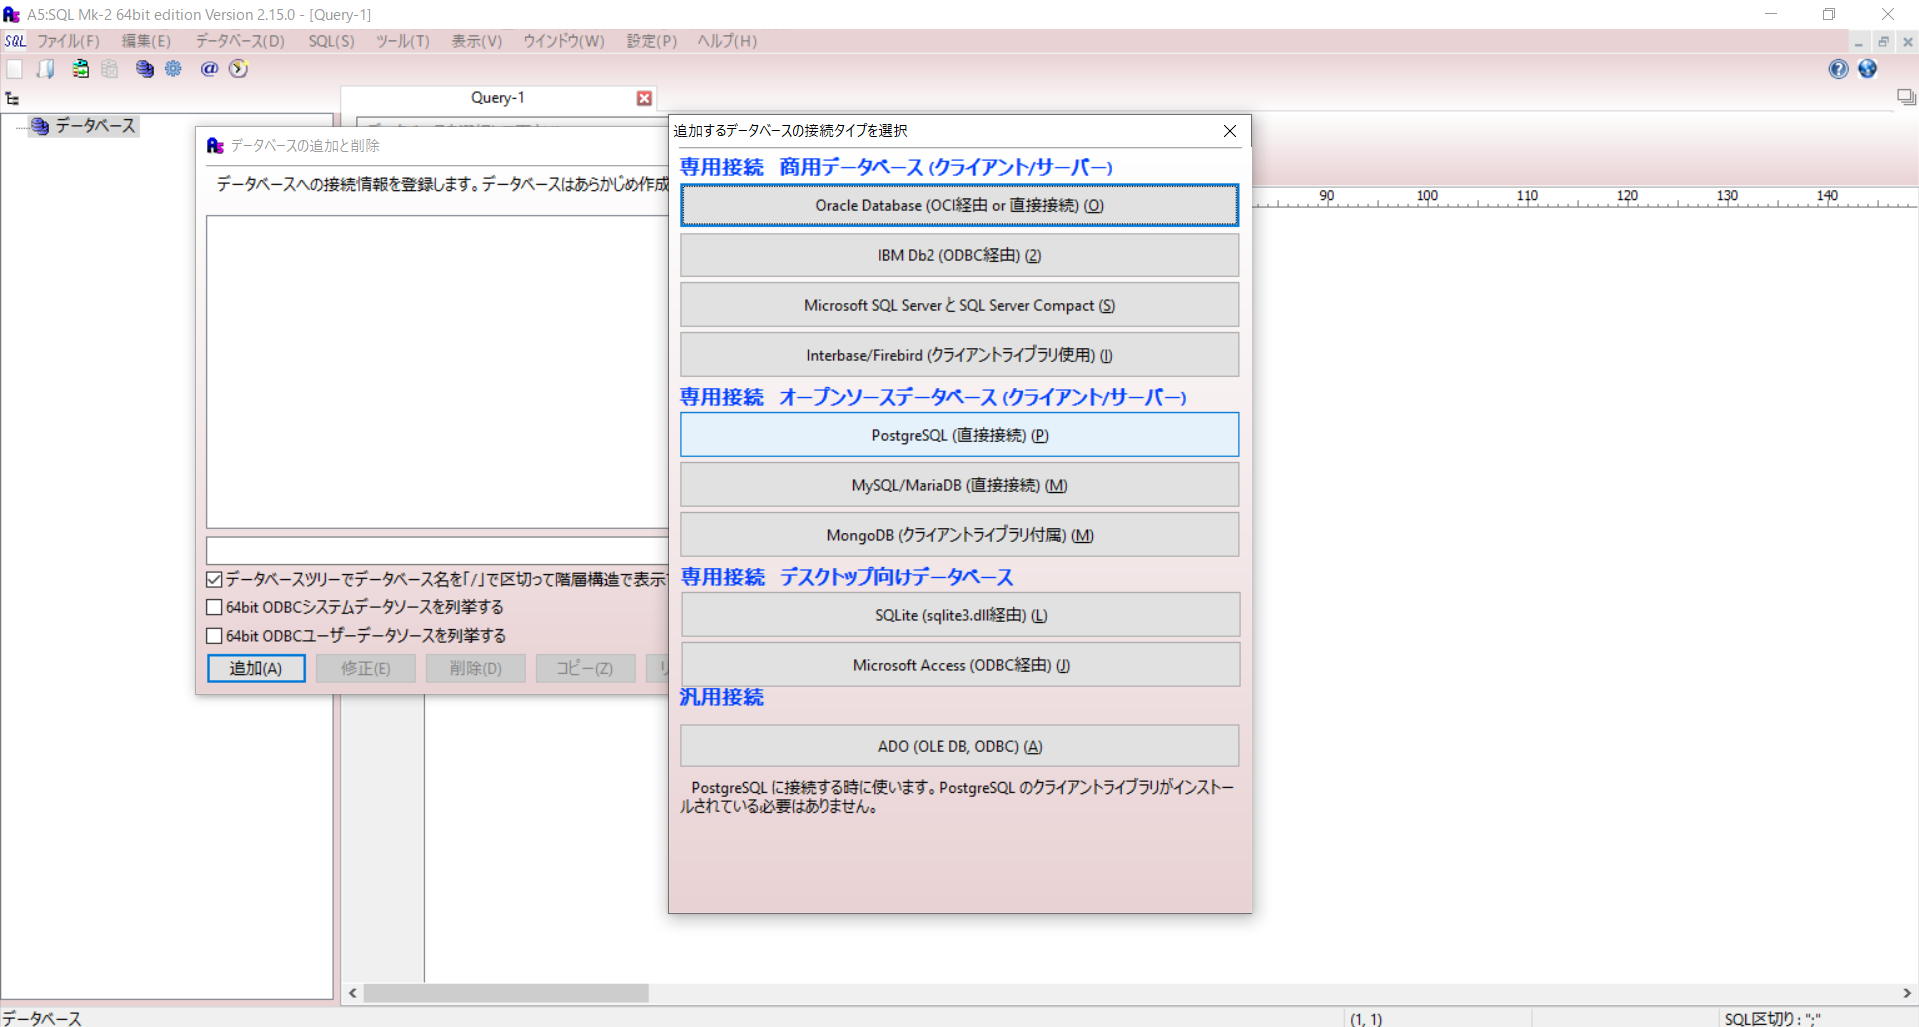 A5:SQL Mk-2 64bit edition Version 2.15.0 - [Query-1]
SQL ファイル(F) 編集(E) データベース(D) SQL(S) ツール(T) 表示(V) ウインドウ(W) 設定(P) ヘルプ(H)
Query-1
データベース
データベースの追加と削除
データベースへの接続情報を登録します。データベースはあらかじめ作成
データベースツリーでデータベース名を「/」で区切って階層構造で表示
64bit ODBCシステムデータソースを列挙する
64bit ODBCユーザーデータソースを列挙する
追加(A) 修正(E) 削除(D) コピー(Z)
追加するデータベースの接続タイプを選択
専用接続 商用データベース (クライアント/サーバー)
Oracle Database (OCI経由 or 直接接続) (O)
IBM Db2 (ODBC経由) (2)
Microsoft SQL Server と SQL Server Compact (S)
Interbase/Firebird (クライアントライブラリ使用) (I)
専用接続 オープンソースデータベース (クライアント/サーバー)
PostgreSQL (直接接続) (P)
MySQL/MariaDB (直接接続) (M)
MongoDB (クライアントライブラリ付属) (M)
専用接続 デスクトップ向けデータベース
SQLite (sqlite3.dll経由) (L)
Microsoft Access (ODBC経由) (J)
汎用接続
ADO (OLE DB, ODBC) (A)
PostgreSQL に接続する時に使います。PostgreSQL のクライアントライブラリがインストー
ルされている必要はありません。
90 100 110 120 130 140
データベース (1, 1) SQL区切り : ";"